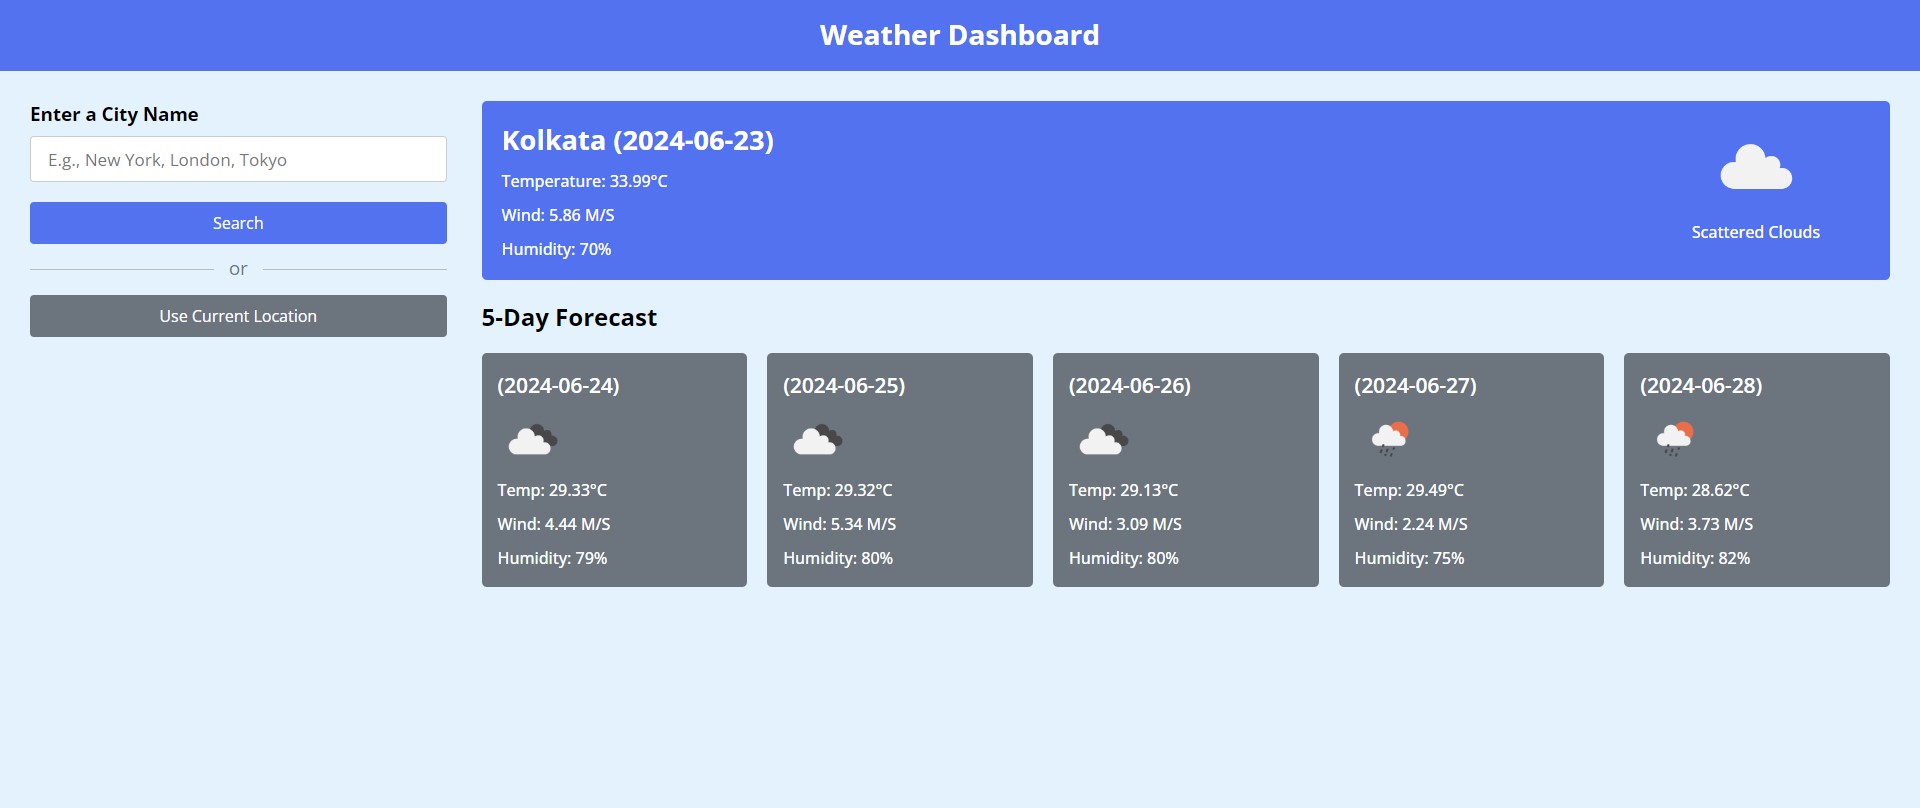 Weather Dashboard
Enter a City Name
E.g., New York, London, Tokyo
Search
or
Use Current Location
Kolkata (2024-06-23)
Temperature: 33.99°C
Wind: 5.86 M/S
Humidity: 70%
Scattered Clouds
5-Day Forecast
(2024-06-24)
Temp: 29.33°C
Wind: 4.44 M/S
Humidity: 79%
(2024-06-25)
Temp: 29.32°C
Wind: 5.34 M/S
Humidity: 80%
(2024-06-26)
Temp: 29.13°C
Wind: 3.09 M/S
Humidity: 80%
(2024-06-27)
Temp: 29.49°C
Wind: 2.24 M/S
Humidity: 75%
(2024-06-28)
Temp: 28.62°C
Wind: 3.73 M/S
Humidity: 82%